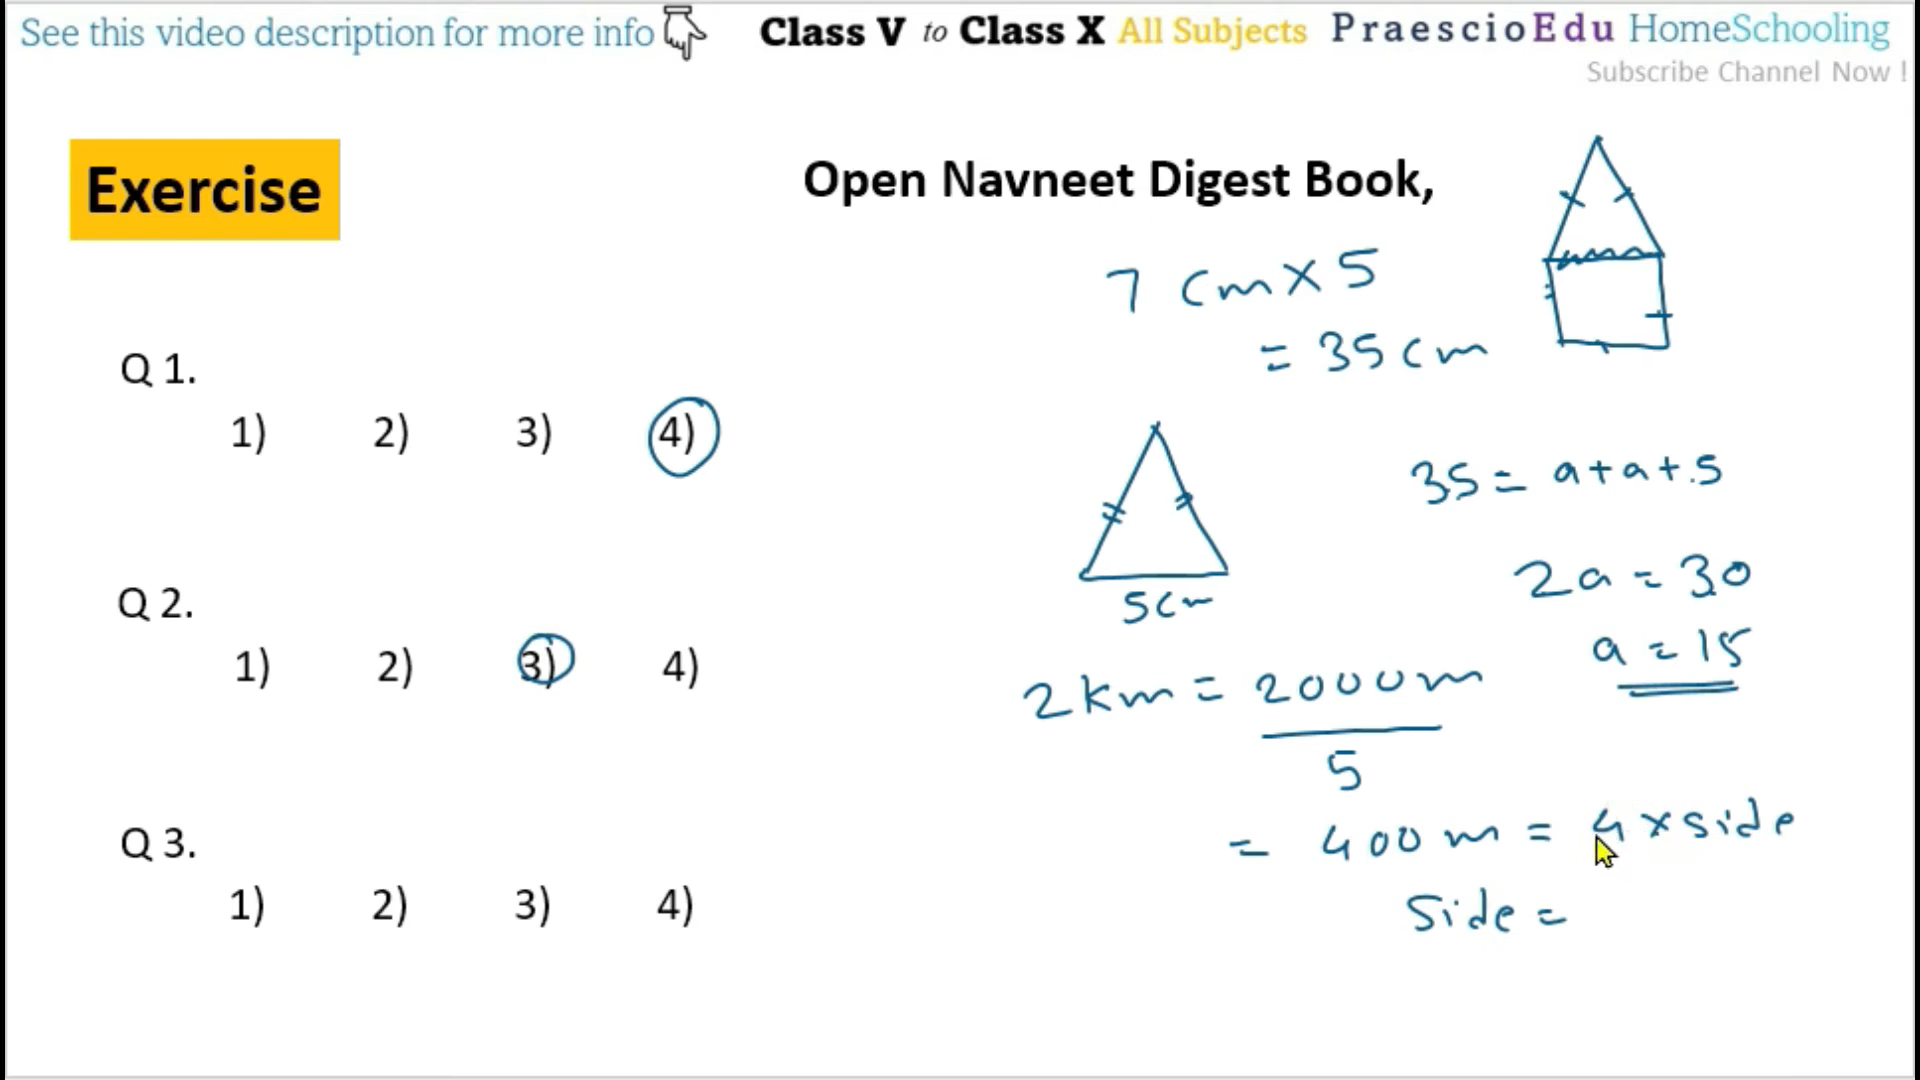 See this video description for more info Class V to Class X All Subjects PraescioEdu HomeSchooling
Subscribe Channel Now !
Exercise
Open Navneet Digest Book,
7 cm x 5
= 35 cm
Q 1.
1) 2) 3) 4)
35 = a + a + 5
5cm
2a = 30
a = 15
Q 2.
1) 2) 3) 4)
2km = 2000m
5
= 400 m = 4 x side
side =
Q 3.
1) 2) 3) 4)